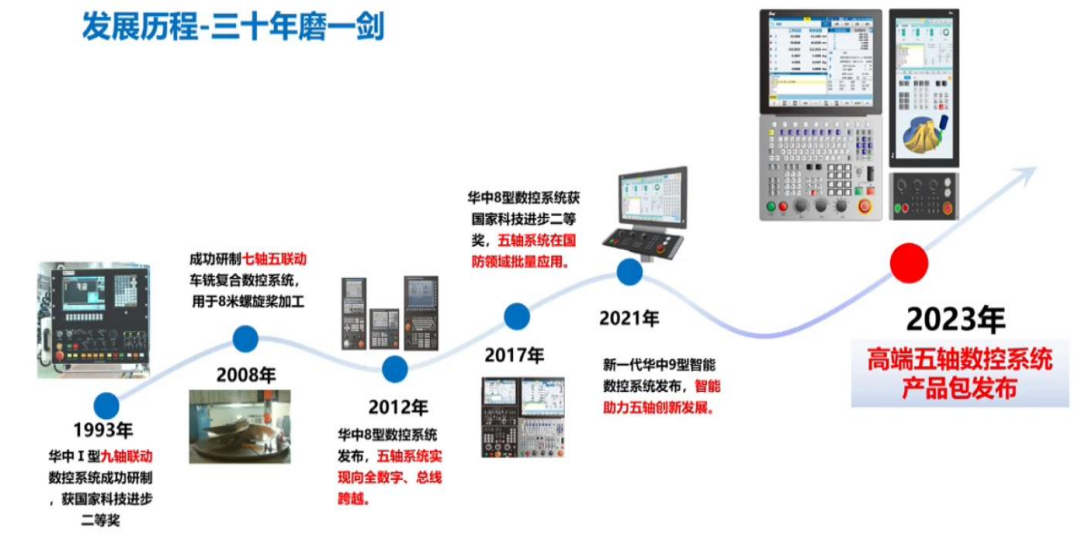 发展历程-三十年磨一剑
1993年
华中Ⅰ型九轴联动
数控系统成功研制
，获国家科技进步
二等奖
成功研制七轴五联动
车铣复合数控系统，
用于8米螺旋桨加工
2008年
2012年
华中8型数控系统
发布，五轴系统实
现向全数字、总线
跨越。
华中8型数控系统获
国家科技进步二等
奖，五轴系统在国
防领域批量应用。
2017年
2021年
新一代华中9型智能
数控系统发布，智能
助力五轴创新发展。
2023年
高端五轴数控系统
产品包发布